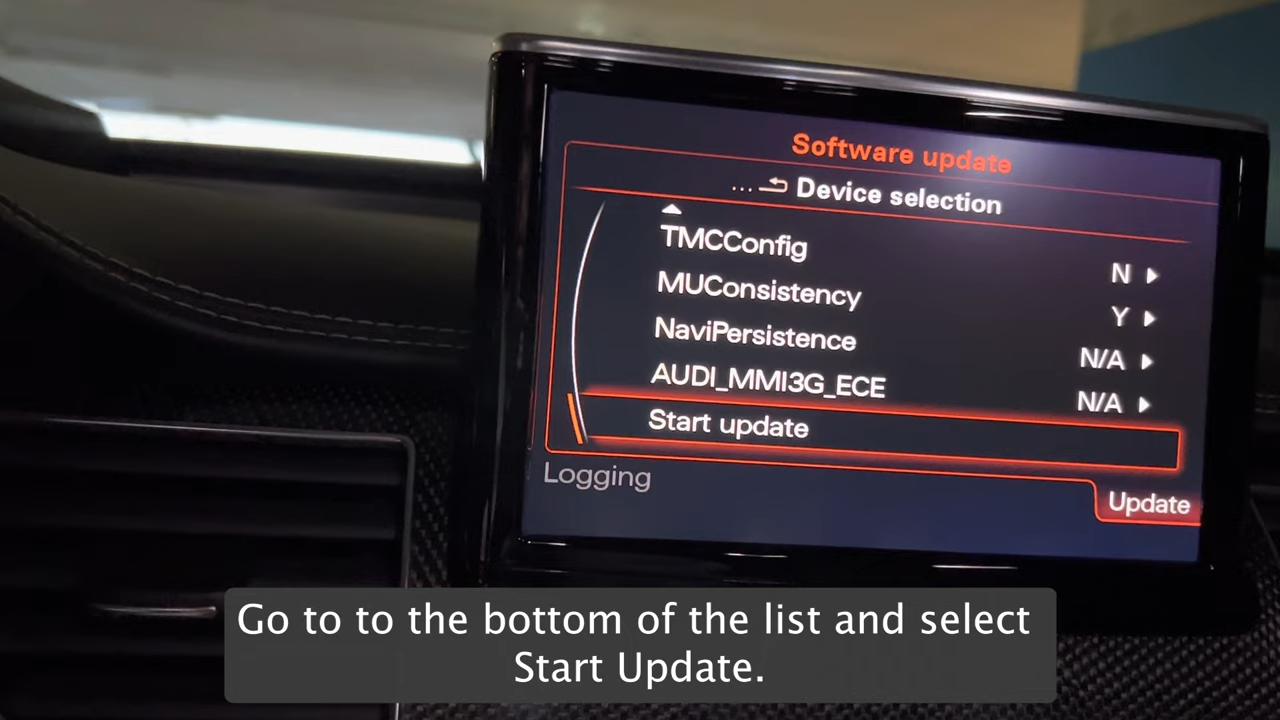 Software update
... Device selection
TMCConfig N
MUConsistency Y
NaviPersistence N/A
AUDI_MMI3G_ECE N/A
Start update
Logging
Update
Go to to the bottom of the list and select
Start Update.